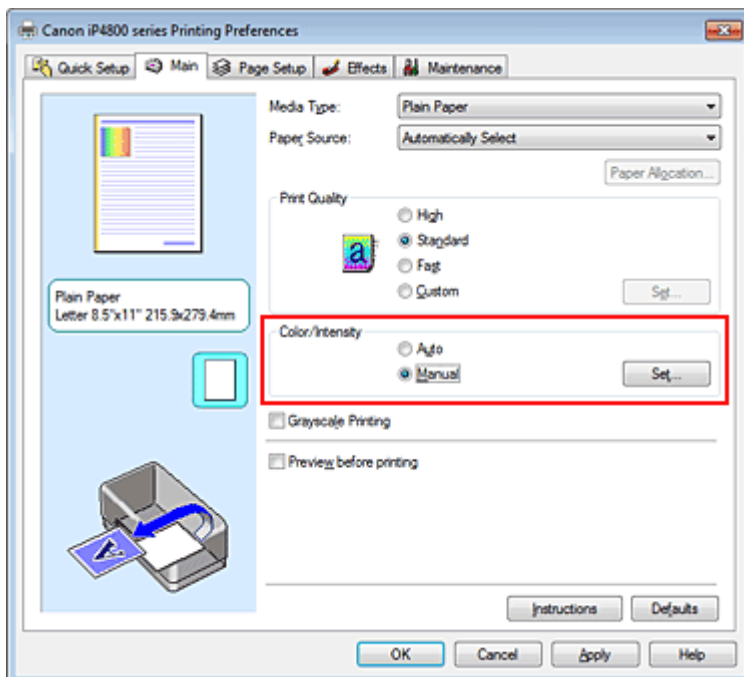 Canon iP4800 series Printing Preferences
Quick Setup Main Page Setup Effects Maintenance
Media Type: Plain Paper
Paper Source: Automatically Select
Paper Allocation...
Print Quality
High
a Standard
Fast
Custom Set...
Plain Paper
Letter 8.5"x11" 215.9x279.4mm
Color/Intensity
Auto
Manual Set...
Grayscale Printing
Preview before printing
A
Instructions Defaults
OK Cancel Apply Help